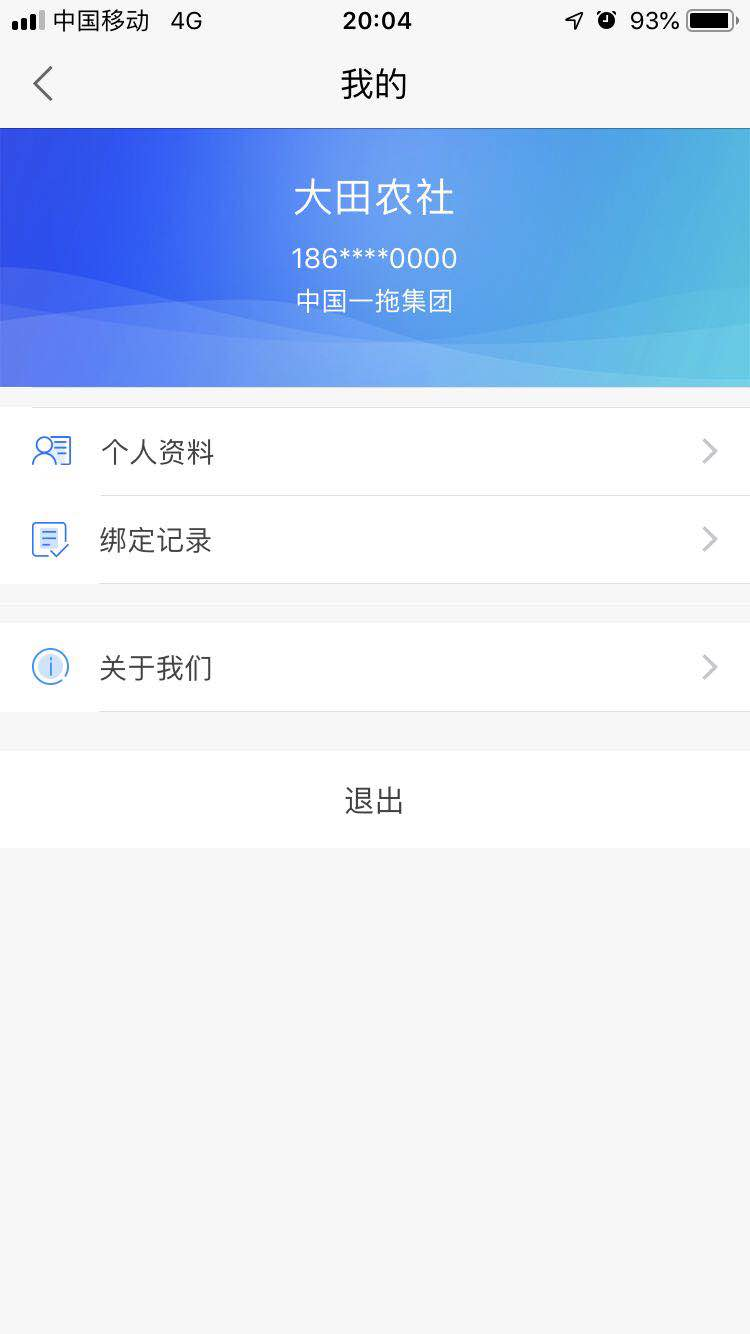 中国移动 4G 20:04 93%
我的
大田农社
186****0000
中国一拖集团
个人资料
绑定记录
关于我们
退出